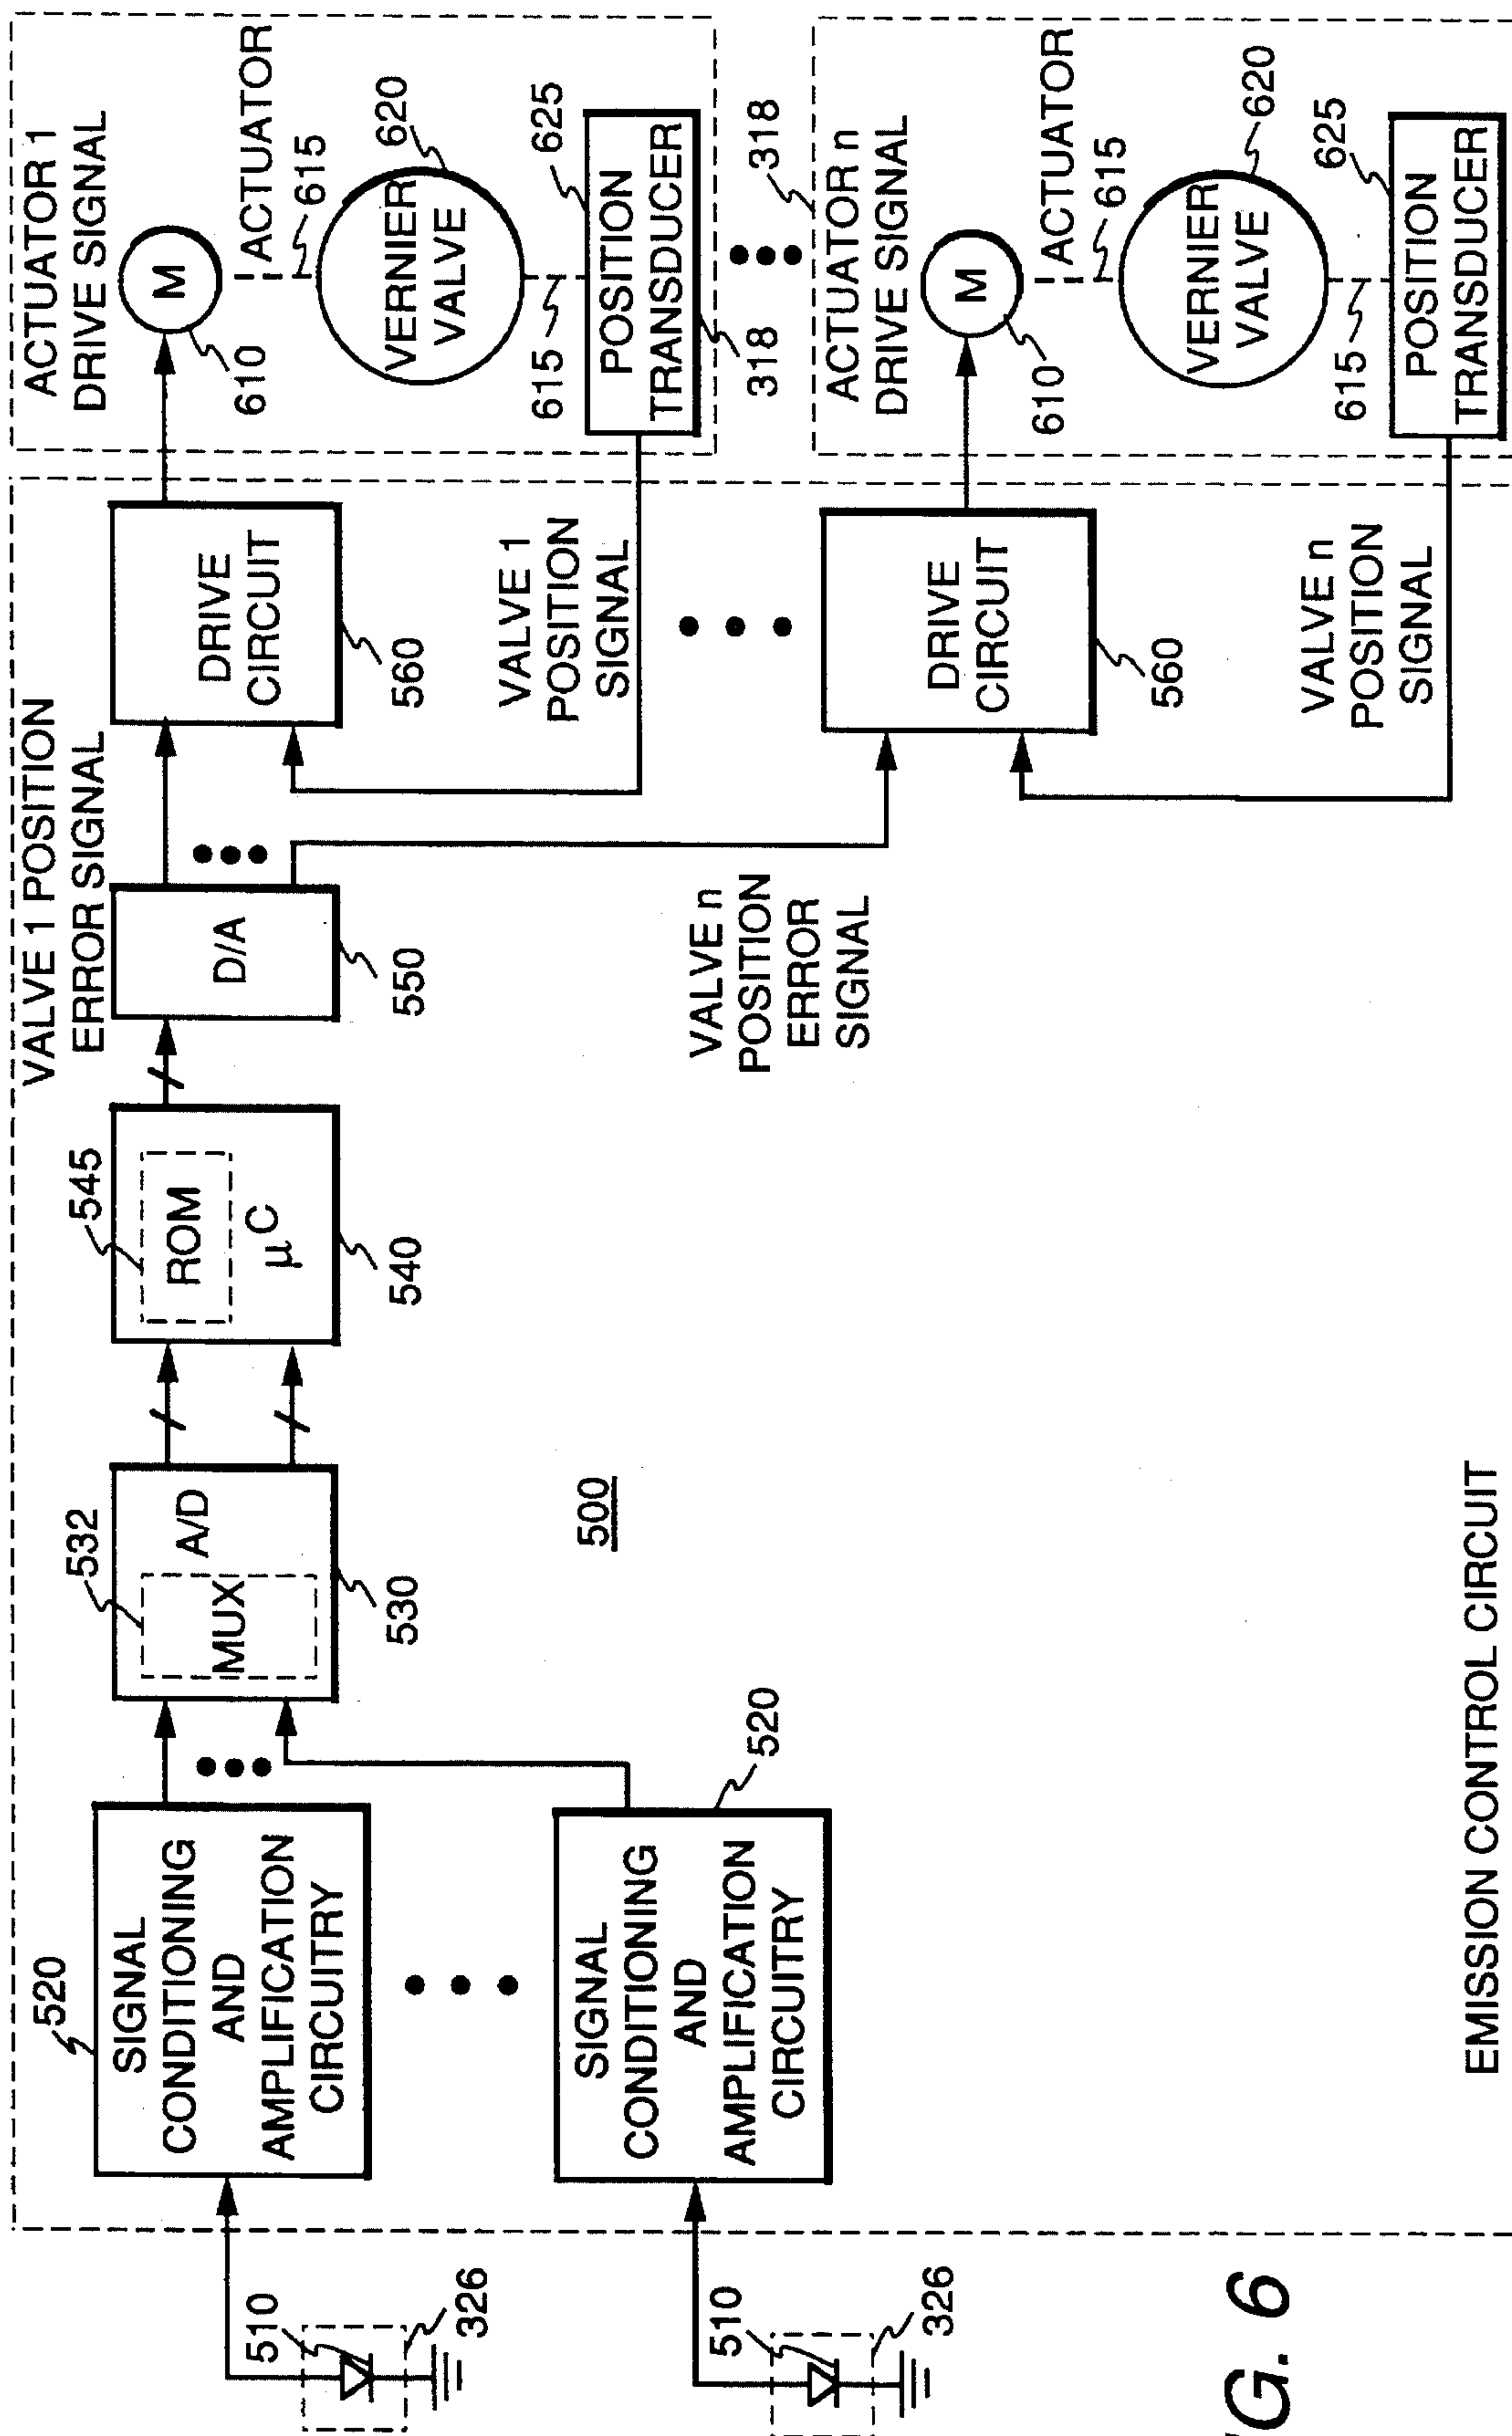 VALVE 1 POSITION
ERROR SIGNAL
ACTUATOR 1
DRIVE SIGNAL
520
SIGNAL
CONDITIONING
AND
AMPLIFICATION
CIRCUITRY
532
MUX
A/D
530
545
ROM
µC
540
D/A
550
DRIVE
CIRCUIT
560
M
610
ACTUATOR
615
620
VERNIER
VALVE
615
625
POSITION
TRANSDUCER
318
VALVE 1
POSITION
SIGNAL
510
326
SIGNAL
CONDITIONING
AND
AMPLIFICATION
CIRCUITRY
520
500
VALVE n
POSITION
ERROR
SIGNAL
DRIVE
CIRCUIT
560
318
ACTUATOR n
DRIVE SIGNAL
M
610
ACTUATOR
615
620
VERNIER
VALVE
615
625
POSITION
TRANSDUCER
VALVE n
POSITION
SIGNAL
510
326
EMISSION CONTROL CIRCUIT
G. 6